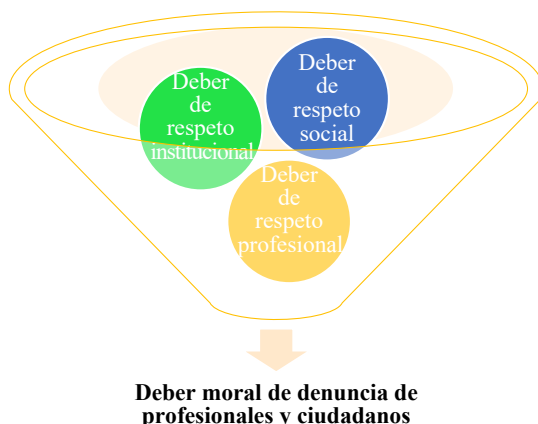 Deber
de
respeto
institucional
Deber
de
respeto
social
Deber
de
respeto
profesional
Deber moral de denuncia de
profesionales y ciudadanos